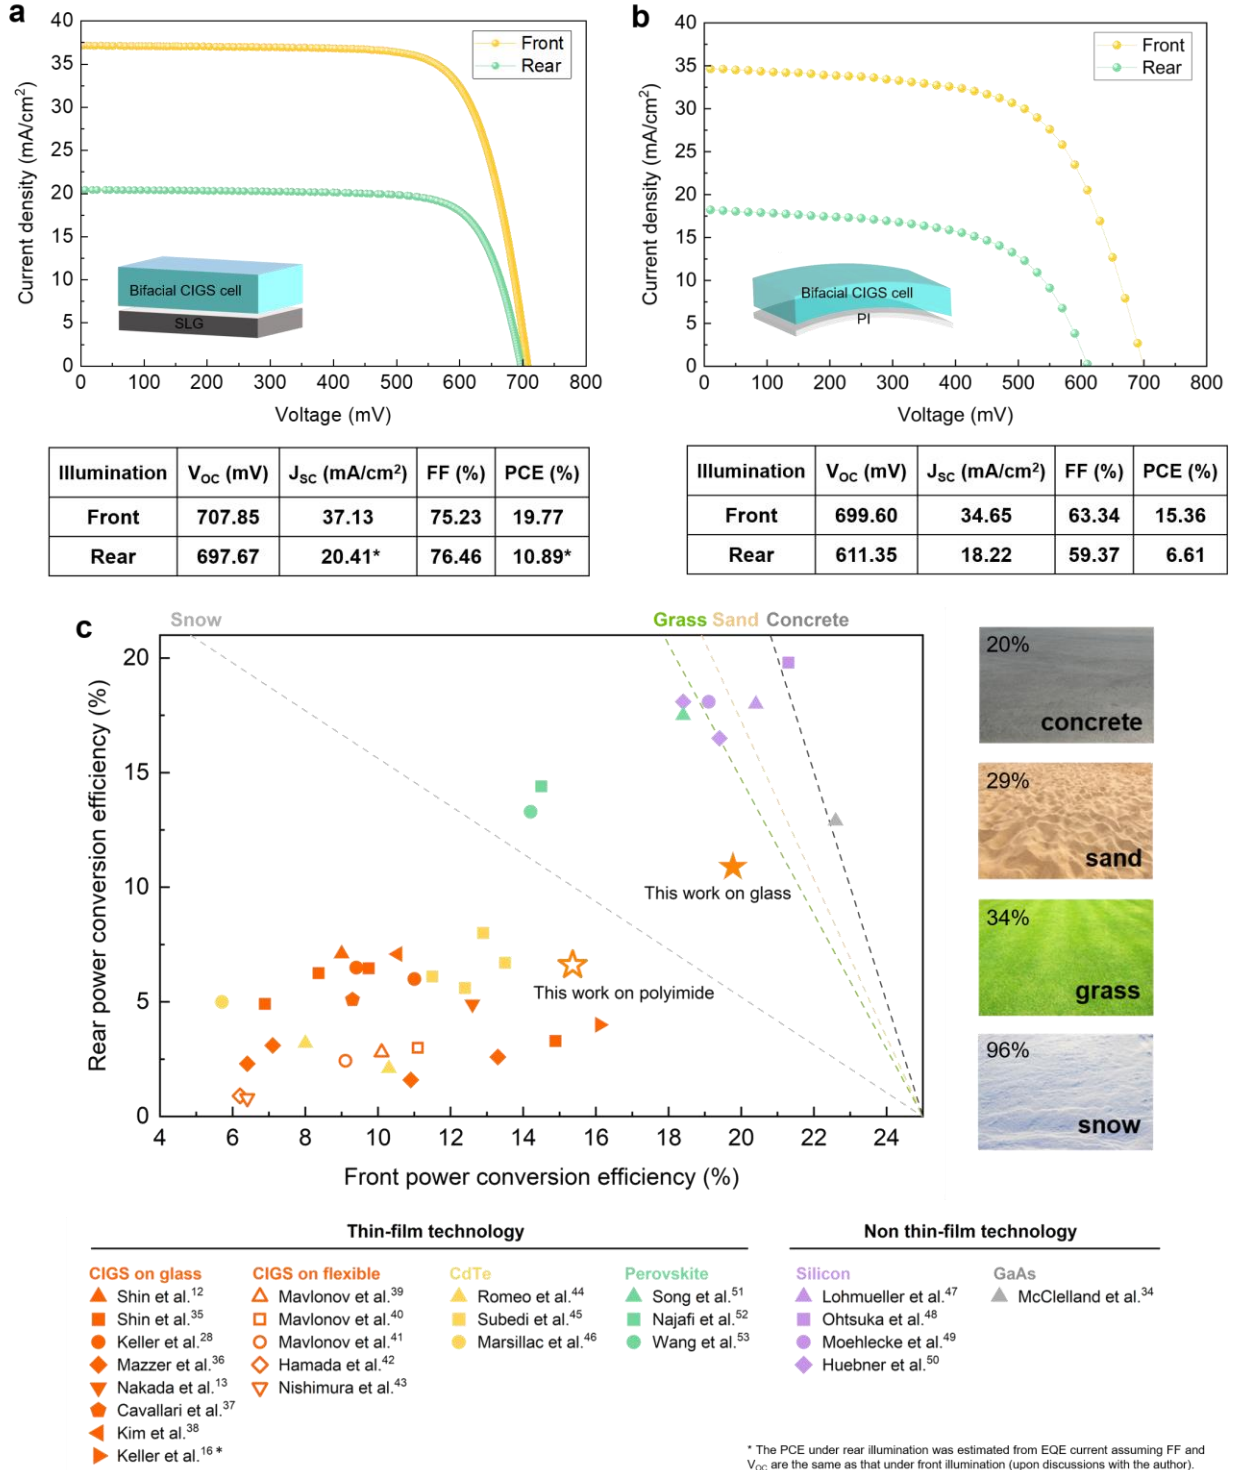 a
40
35
30
25
20
15
10
5
0
0 100 200 300 400 500 600 700 800
Current density (mA/cm²)
Voltage (mV)
Front
Rear
Bifacial CIGS cell
SLG
b
40
35
30
25
20
15
10
5
0
0 100 200 300 400 500 600 700 800
Current density (mA/cm²)
Voltage (mV)
Front
Rear
Bifacial CIGS cell
PI
Illumination V_OC (mV) J_SC (mA/cm²) FF (%) PCE (%)
Front 707.85 37.13 75.23 19.77
Rear 697.67 20.41* 76.46 10.89*
Illumination V_OC (mV) J_SC (mA/cm²) FF (%) PCE (%)
Front 699.60 34.65 63.34 15.36
Rear 611.35 18.22 59.37 6.61
c
Snow Grass Sand Concrete
20
15
10
5
0
4 6 8 10 12 14 16 18 20 22 24
Rear power conversion efficiency (%)
Front power conversion efficiency (%)
This work on glass
This work on polyimide
20%
concrete
29%
sand
34%
grass
96%
snow
Thin-film technology
Non thin-film technology
CIGS on glass
Shin et al.¹²
Shin et al.³⁵
Keller et al.²⁸
Mazzer et al.³⁶
Nakada et al.¹³
Cavallari et al.³⁷
Kim et al.³⁸
Keller et al.¹⁶ *
CIGS on flexible
Mavlonov et al.³⁹
Mavlonov et al.⁴⁰
Mavlonov et al.⁴¹
Hamada et al.⁴²
Nishimura et al.⁴³
CdTe
Romeo et al.⁴⁴
Subedi et al.⁴⁵
Marsillac et al.⁴⁶
Perovskite
Song et al.⁵¹
Najafi et al.⁵²
Wang et al.⁵³
Silicon
Lohmueller et al.⁴⁷
Ohtsuka et al.⁴⁸
Moehlecke et al.⁴⁹
Huebner et al.⁵⁰
GaAs
McClelland et al.³⁴
* The PCE under rear illumination was estimated from EQE current assuming FF and
V_OC are the same as that under front illumination (upon discussions with the author).